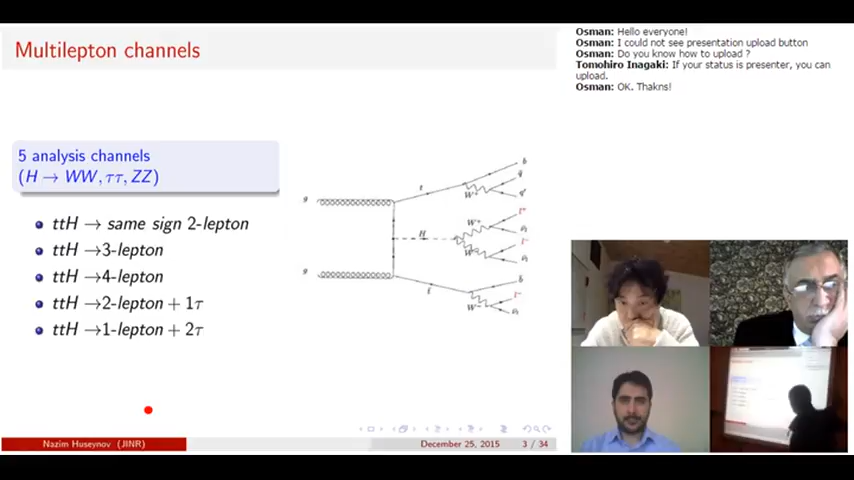 Multilepton channels
5 analysis channels
(H → WW, ττ, ZZ)
ttH → same sign 2-lepton
ttH →3-lepton
ttH →4-lepton
ttH →2-lepton + 1τ
ttH →1-lepton + 2τ
g
g
t
H
Nazim Huseynov (JINR)
December 25, 2015
3 / 34
Osman: Hello everyone!
Osman: I could not see presentation upload button
Osman: Do you know how to upload ?
Tomohiro Inagaki: If your status is presenter, you can
upload.
Osman: OK. Thakns!